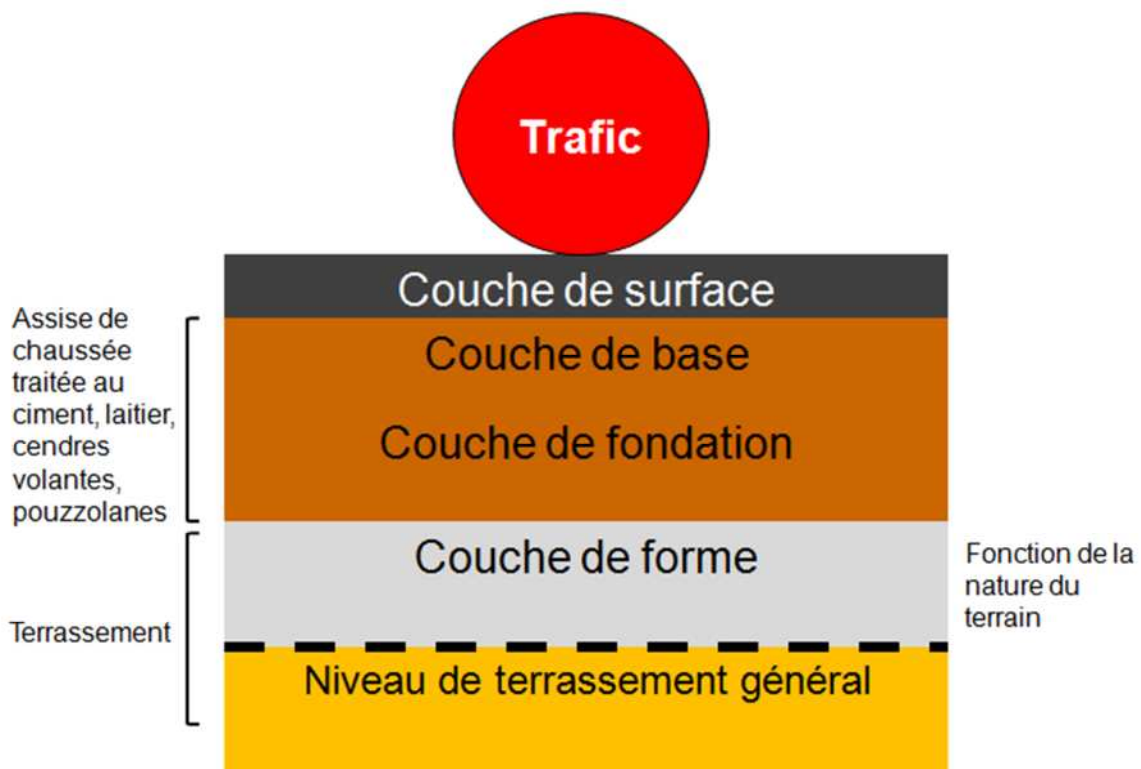 Trafic
Couche de surface
Assise de
chaussée
traitée au
ciment, laitier,
cendres
volantes,
pouzzolanes
Couche de base
Couche de fondation
Couche de forme
Fonction de la
nature du
terrain
Terrassement
Niveau de terrassement général